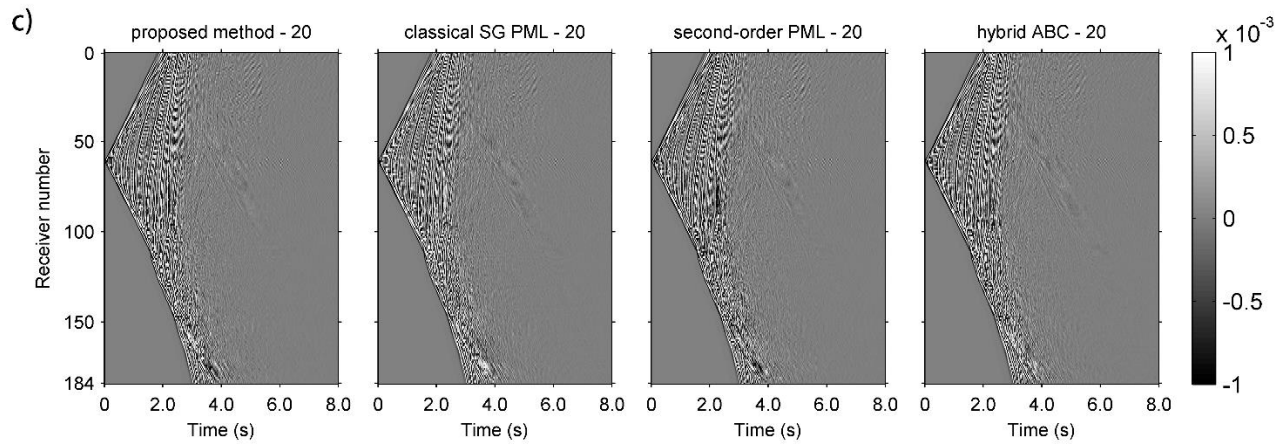 c)
proposed method - 20
classical SG PML - 20
second-order PML - 20
hybrid ABC - 20
x 10-3
Receiver number
0
50
100
150
184
0 2.0 4.0 6.0 8.0
0 2.0 4.0 6.0 8.0
0 2.0 4.0 6.0 8.0
0 2.0 4.0 6.0 8.0
Time (s)
Time (s)
Time (s)
Time (s)
1
0.5
0
-0.5
-1